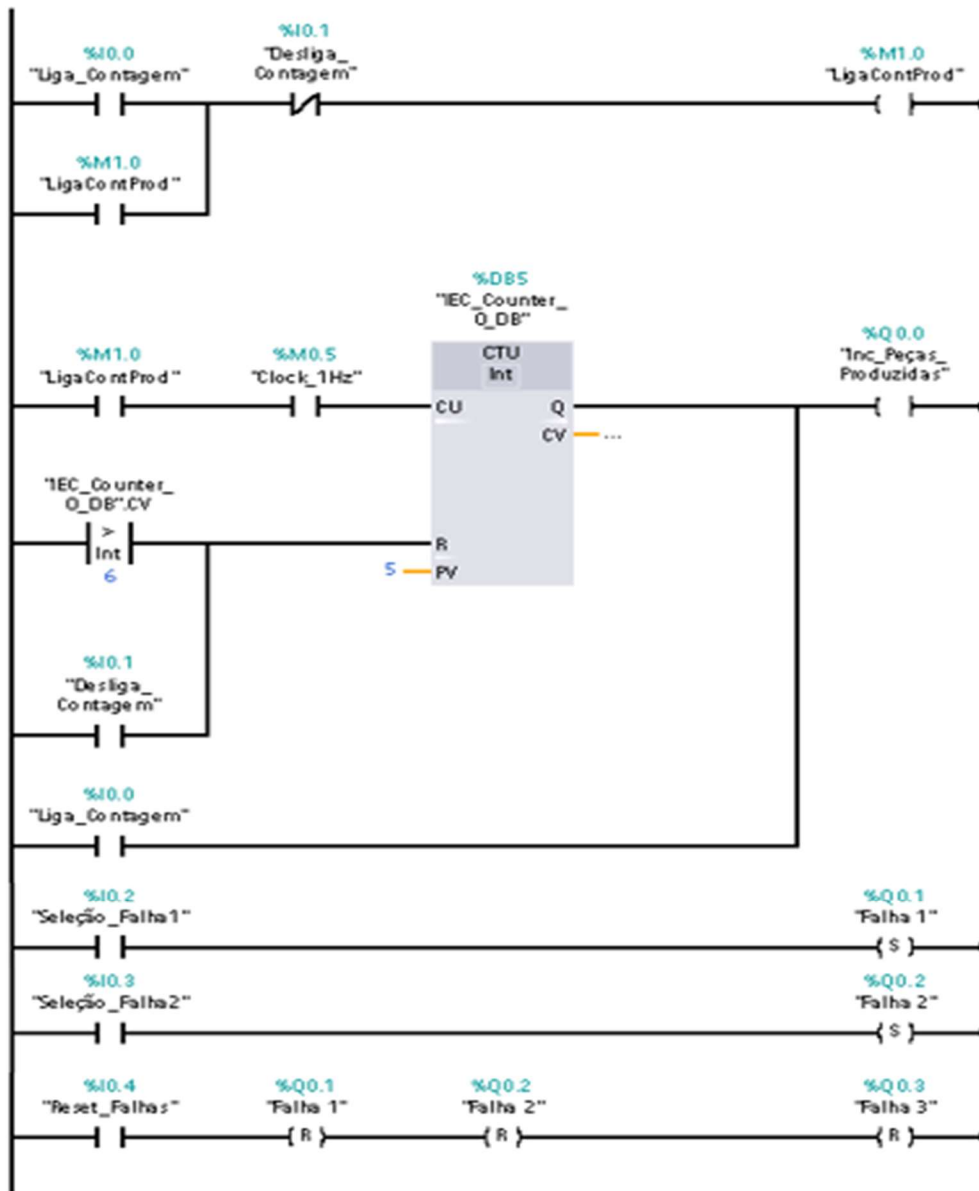 %I0.0
"Liga_Contagem"
%I0.1
"Desliga_
Contagem"
%M1.0
"LigaContProd"
%M1.0
"LigaContProd"
%DB5
"IEC_Counter_
0_DB"
CTU
Int
CU
Q
CV
...
R
PV
5
%M1.0
"LigaContProd"
%M0.5
"Clock_1Hz"
%Q0.0
"Inc_Peças_
Produzidas"
"IEC_Counter_
0_DB".CV
>
Int
6
%I0.1
"Desliga_
Contagem"
%I0.0
"Liga_Contagem"
%I0.2
"Seleção_Falha1"
%Q0.1
"Falha 1"
S
%I0.3
"Seleção_Falha2"
%Q0.2
"Falha 2"
S
%I0.4
"Reset_Falhas"
%Q0.1
"Falha 1"
R
%Q0.2
"Falha 2"
R
%Q0.3
"Falha 3"
R